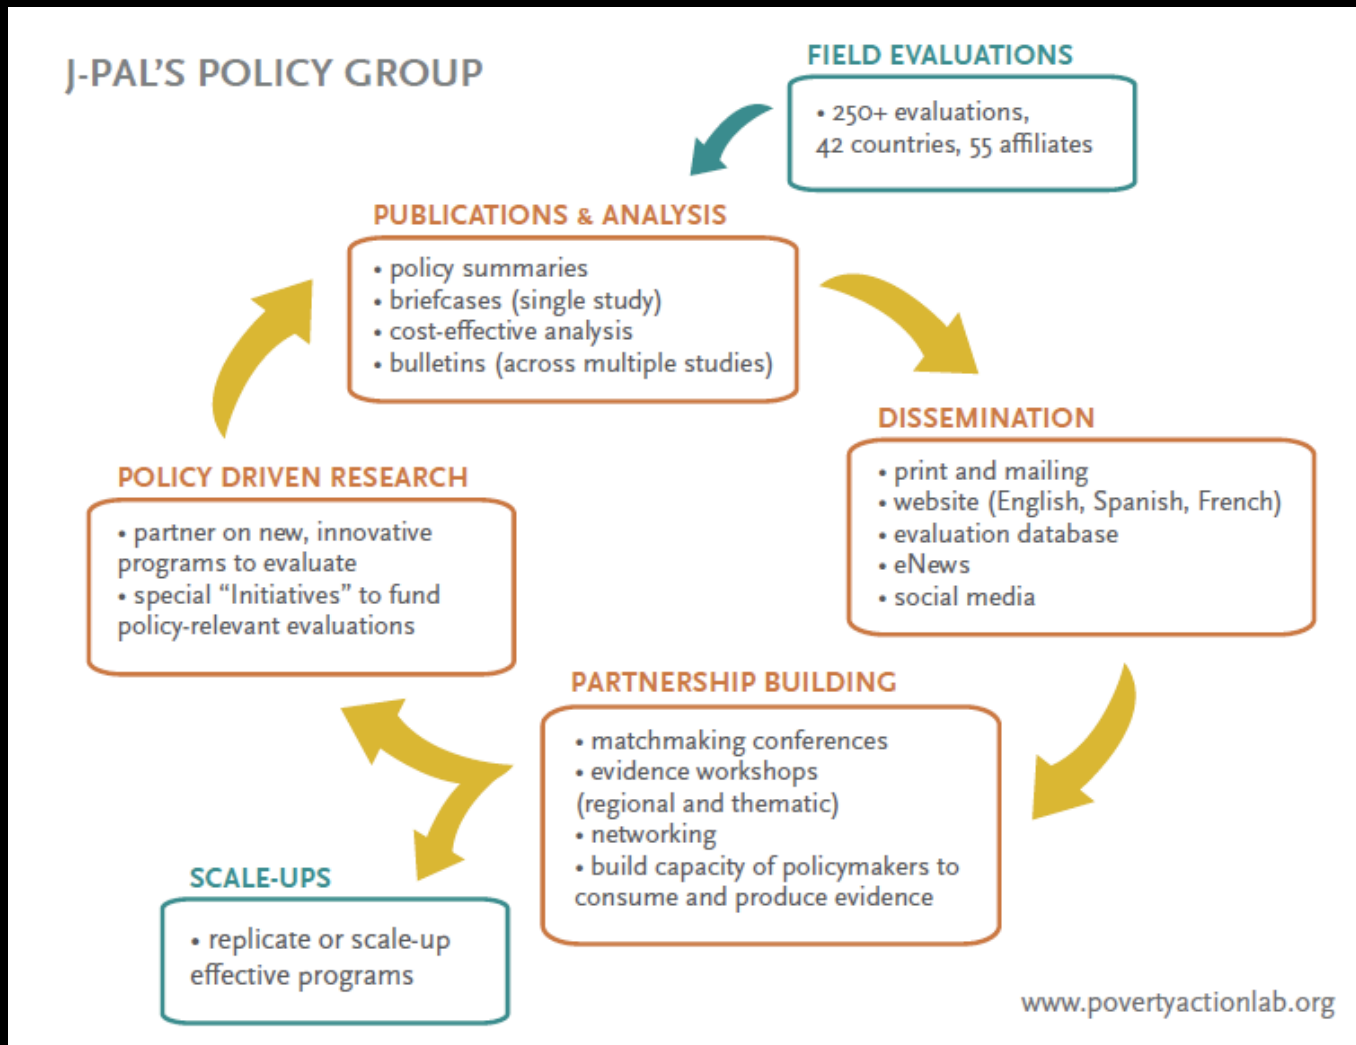 J-PAL'S POLICY GROUP
FIELD EVALUATIONS
• 250+ evaluations,
42 countries, 55 affiliates
PUBLICATIONS & ANALYSIS
• policy summaries
• briefcases (single study)
• cost-effective analysis
• bulletins (across multiple studies)
DISSEMINATION
• print and mailing
• website (English, Spanish, French)
• evaluation database
• eNews
• social media
POLICY DRIVEN RESEARCH
• partner on new, innovative
programs to evaluate
• special “Initiatives” to fund
policy-relevant evaluations
PARTNERSHIP BUILDING
• matchmaking conferences
• evidence workshops
(regional and thematic)
• networking
• build capacity of policymakers to
consume and produce evidence
SCALE-UPS
• replicate or scale-up
effective programs
www.povertyactionlab.org